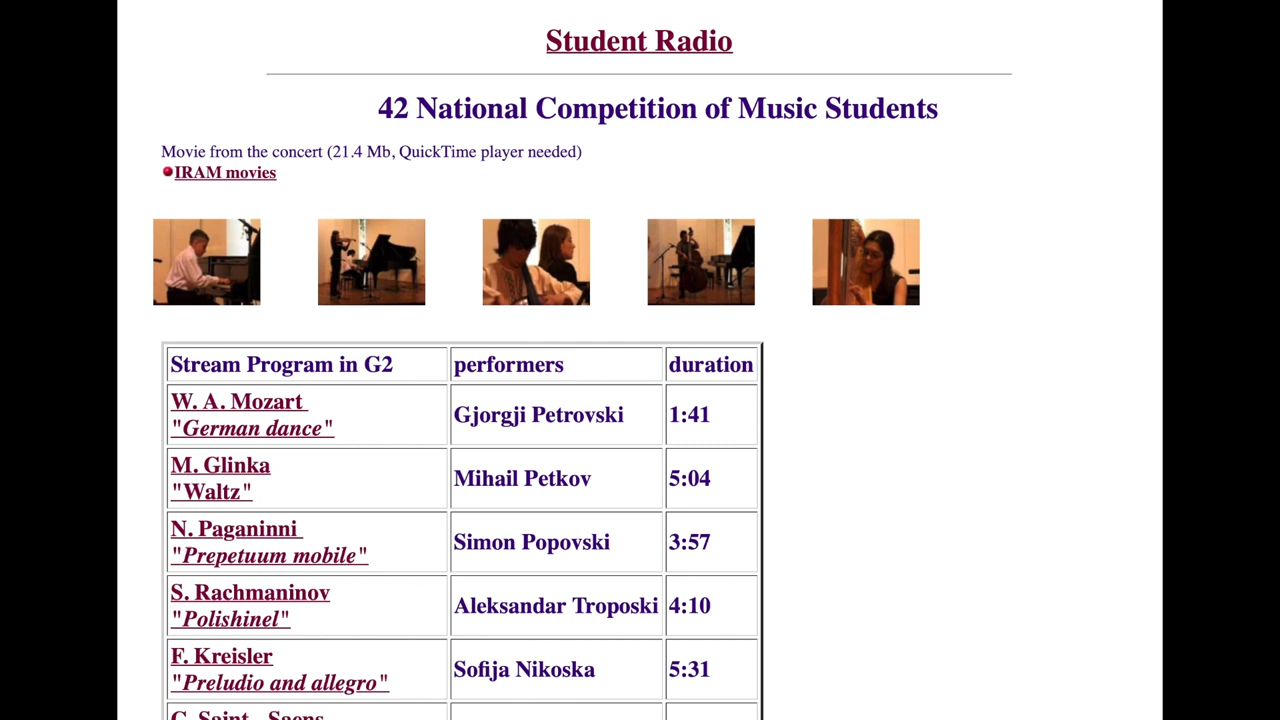 Student Radio
42 National Competition of Music Students
Movie from the concert (21.4 Mb, QuickTime player needed)
IRAM movies
Stream Program in G2 performers duration
W. A. Mozart
"German dance" Gjorgji Petrovski 1:41
M. Glinka
"Waltz" Mihail Petkov 5:04
N. Paganinni
"Prepetuum mobile" Simon Popovski 3:57
S. Rachmaninov
"Polishinel" Aleksandar Troposki 4:10
F. Kreisler
"Preludio and allegro" Sofija Nikoska 5:31
C. Saint - Saens